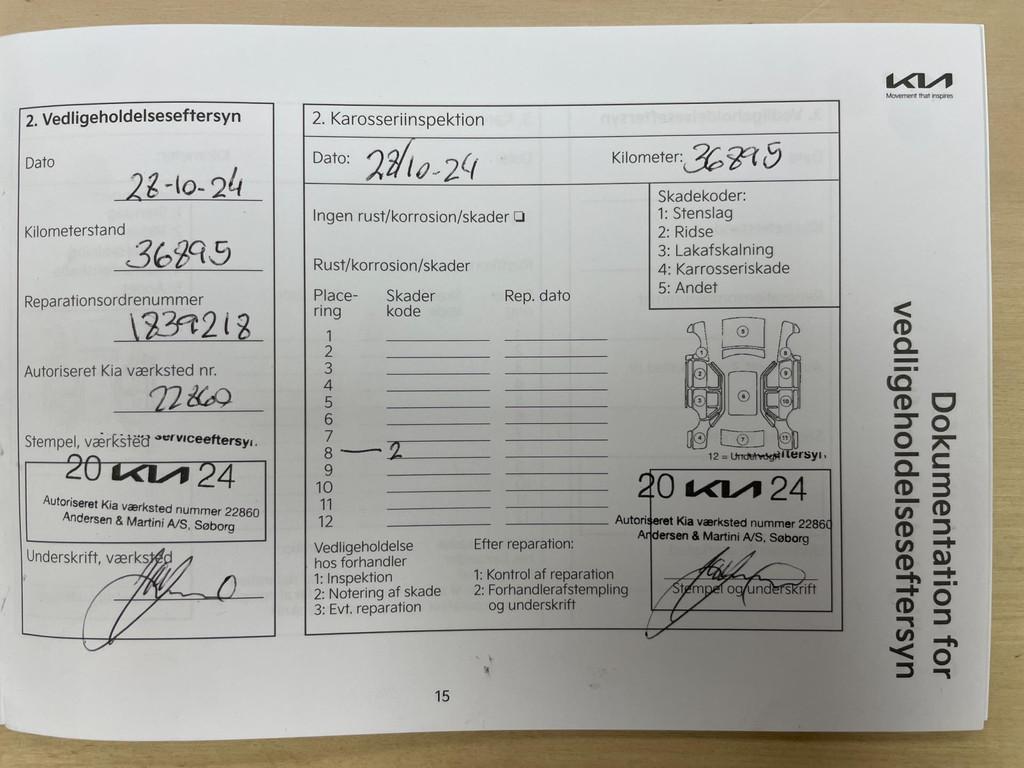 KIA
Movement that inspires
Dokumentation for
vedligeholdelseseftersyn
2. Vedligeholdelseseftersyn
Dato
28-10-24
Kilometerstand
36895
Reparationsordrenummer
1839218
Autoriseret Kia værksted nr.
22860
Stempel, værksted serviceeftersyn
20 KIA 24
Autoriseret Kia værksted nummer 22860
Andersen & Martini A/S, Søborg
Underskrift, værksted
2. Karosseriinspektion
Dato: 28/10-24 Kilometer: 36895
Ingen rust/korrosion/skader
Rust/korrosion/skader
Skadekoder:
1: Stenslag
2: Ridse
3: Lakafskalning
4: Karrosseriskade
5: Andet
Place-
ring
Skader
kode
Rep. dato
1
2
3
4
5
6
7
8 — 2
9
10
11
12
12 = Undervogn
20 KIA 24
Autoriseret Kia værksted nummer 22860
Andersen & Martini A/S, Søborg
Stempel og underskrift
Vedligeholdelse
hos forhandler
1: Inspektion
2: Notering af skade
3: Evt. reparation
Efter reparation:
1: Kontrol af reparation
2: Forhandlerafstempling
og underskrift
15